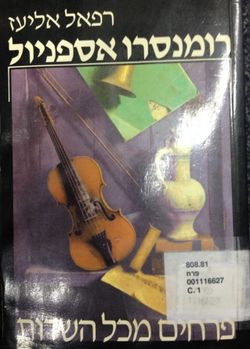 רפאל אליעז
רומנסרו אספניול
808.81
פרח
001116627
C. 1
פרחים מכל השדות